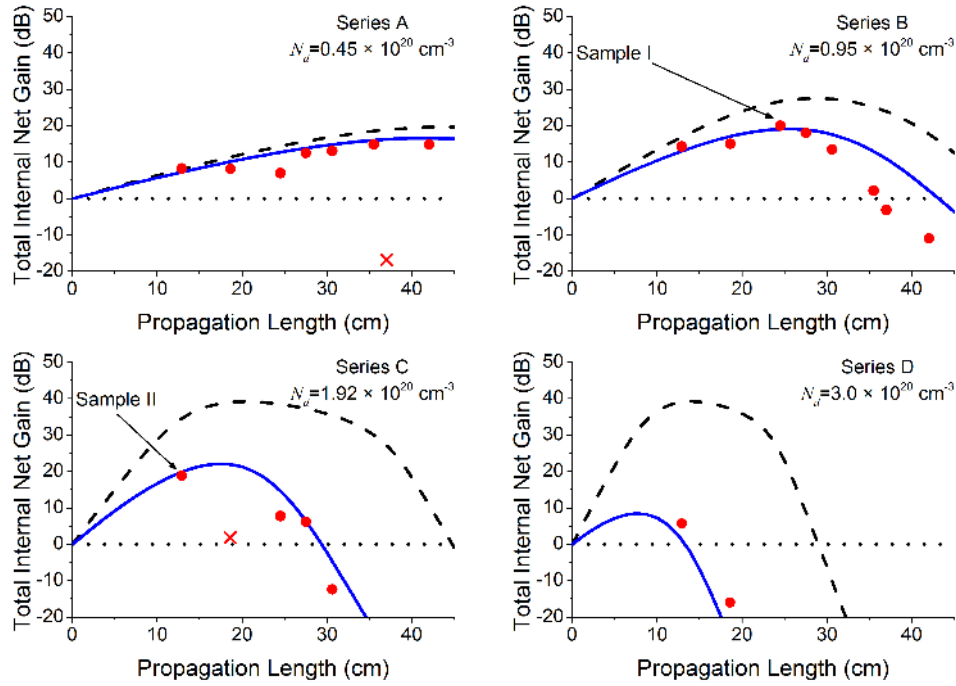 Series A
N_d=0.45 × 10^20 cm^-3
Total Internal Net Gain (dB)
50
40
30
20
10
0
-10
-20
0 10 20 30 40
Propagation Length (cm)
Series B
N_d=0.95 × 10^20 cm^-3
Sample I
Total Internal Net Gain (dB)
50
40
30
20
10
0
-10
-20
0 10 20 30 40
Propagation Length (cm)
Series C
N_d=1.92 × 10^20 cm^-3
Sample II
Total Internal Net Gain (dB)
50
40
30
20
10
0
-10
-20
0 10 20 30 40
Propagation Length (cm)
Series D
N_d=3.0 × 10^20 cm^-3
Total Internal Net Gain (dB)
50
40
30
20
10
0
-10
-20
0 10 20 30 40
Propagation Length (cm)